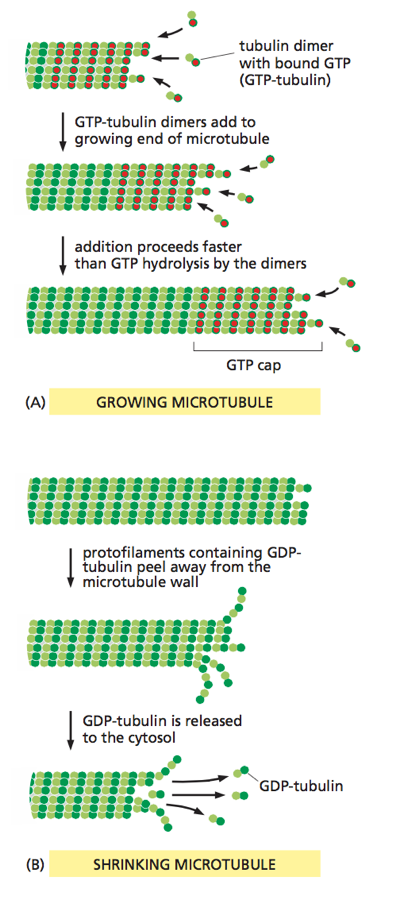 tubulin dimer
with bound GTP
(GTP-tubulin)
GTP-tubulin dimers add to
growing end of microtubule
addition proceeds faster
than GTP hydrolysis by the dimers
GTP cap
(A) GROWING MICROTUBULE
protofilaments containing GDP-
tubulin peel away from the
microtubule wall
GDP-tubulin is released
to the cytosol
GDP-tubulin
(B) SHRINKING MICROTUBULE